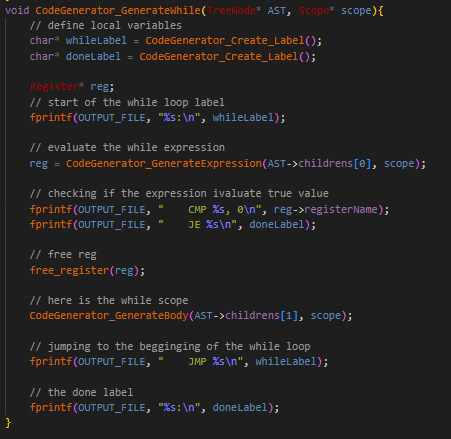 void CodeGenerator_GenerateWhile(TreeNode* AST, Scope* scope){
    // define local variables
    char* whileLabel = CodeGenerator_Create_Label();
    char* doneLabel = CodeGenerator_Create_Label();

    Register* reg;
    // start of the while loop label
    fprintf(OUTPUT_FILE, "%s:\n", whileLabel);

    // evaluate the while expression
    reg = CodeGenerator_GenerateExpression(AST->childrens[0], scope);

    // checking if the expression ivaluate true value
    fprintf(OUTPUT_FILE, "    CMP %s, 0\n", reg->registerName);
    fprintf(OUTPUT_FILE, "    JE %s\n", doneLabel);

    // free reg
    free_register(reg);

    // here is the while scope
    CodeGenerator_GenerateBody(AST->childrens[1], scope);

    // jumping to the begginging of the while loop
    fprintf(OUTPUT_FILE, "    JMP %s\n", whileLabel);

    // the done label
    fprintf(OUTPUT_FILE, "%s:\n", doneLabel);
}